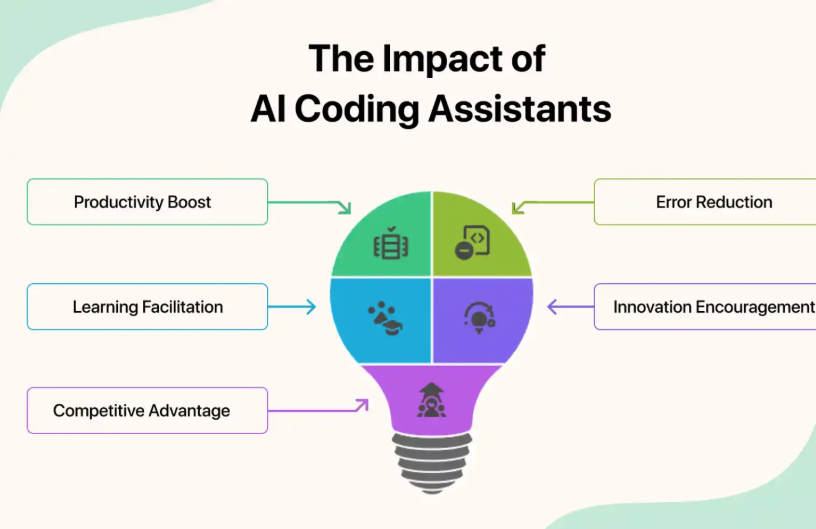 The Impact of
AI Coding Assistants
Productivity Boost
Error Reduction
Learning Facilitation
Innovation Encouragement
Competitive Advantage